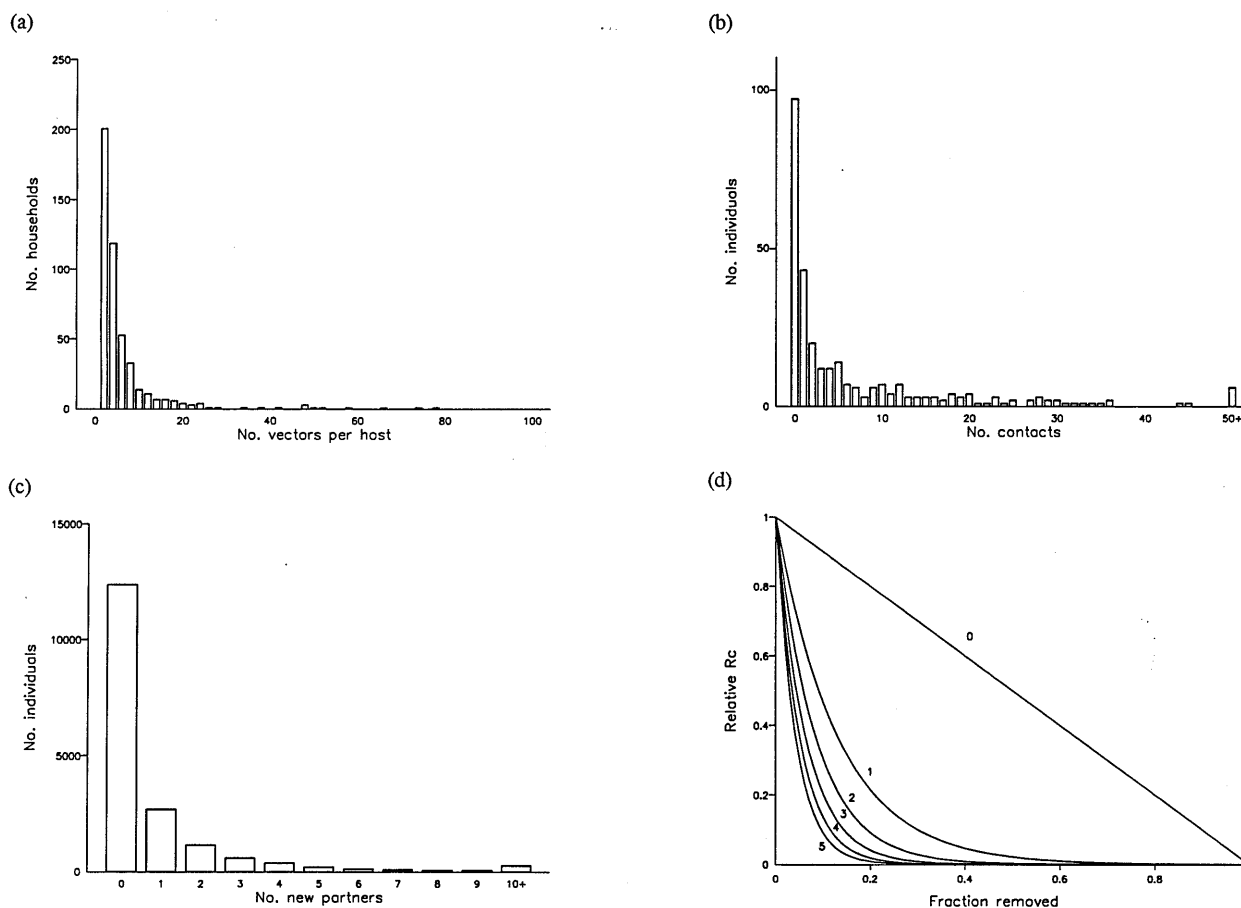 (a)
250
200
150
100
50
0
No. households
0 20 40 60 80 100
No. vectors per host
(b)
100
50
0
No. individuals
0 10 20 30 40 50+
No. contacts
(c)
15000
10000
5000
0
No. individuals
0 1 2 3 4 5 6 7 8 9 10+
No. new partners
(d)
1
0.8
0.6
0.4
0.2
0
Relative Rc
0
1
2
3
4
5
0 0.2 0.4 0.6 0.8
Fraction removed